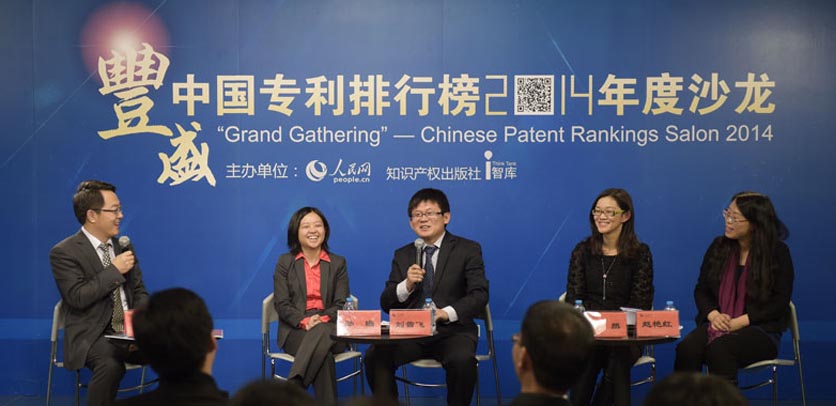 豐盛
中国专利排行榜2014年度沙龙
“Grand Gathering” — Chinese Patent Rankings Salon 2014
主办单位： 人民网 people.cn 知识产权出版社 i智库 Think Tank
刘雪飞
赵艳红